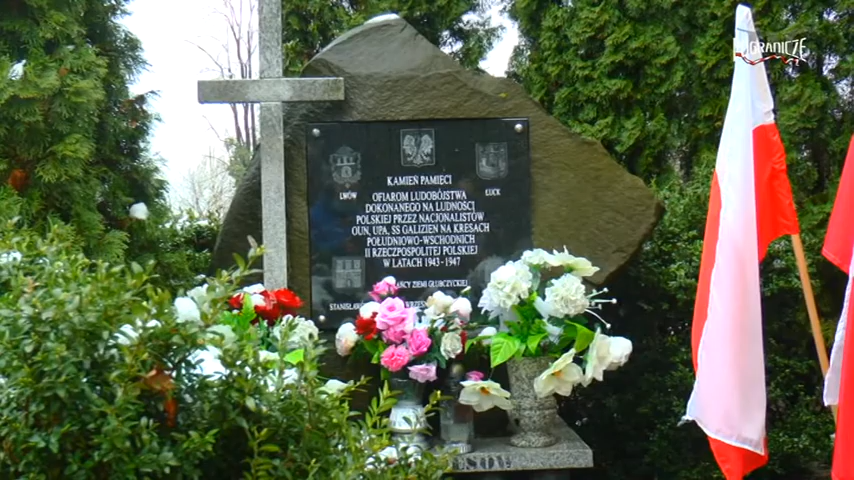 POGRANICZE
KAMIEŃ PAMIĘCI
LWÓW
ŁUCK
OFIAROM LUDOBÓJSTWA
DOKONANEGO NA LUDNOŚCI
POLSKIEJ PRZEZ NACJONALISTÓW
OUN, UPA, SS GALIZIEN NA KRESACH
POŁUDNIOWO-WSCHODNICH
II RZECZPOSPOLITEJ POLSKIEJ
W LATACH 1943-1947
ZIEMI GŁUBCZYCKIEJ